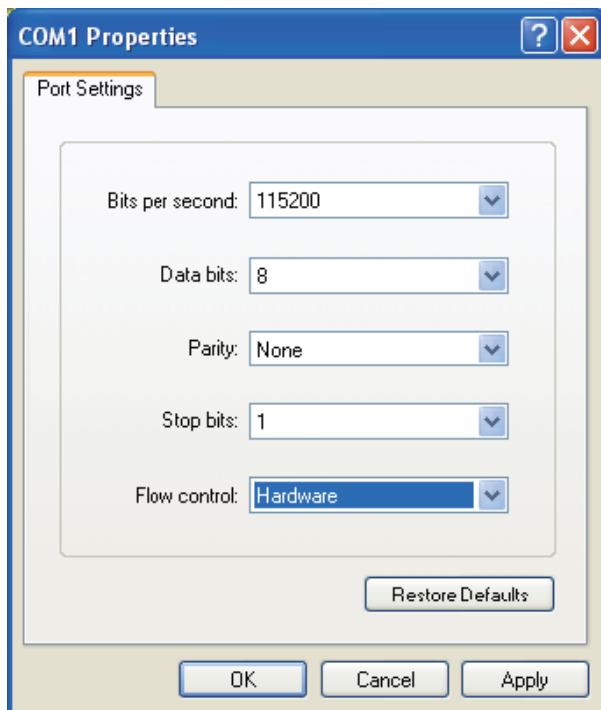 COM1 Properties
Port Settings
Bits per second: 115200
Data bits: 8
Parity: None
Stop bits: 1
Flow control: Hardware
Restore Defaults
OK Cancel Apply